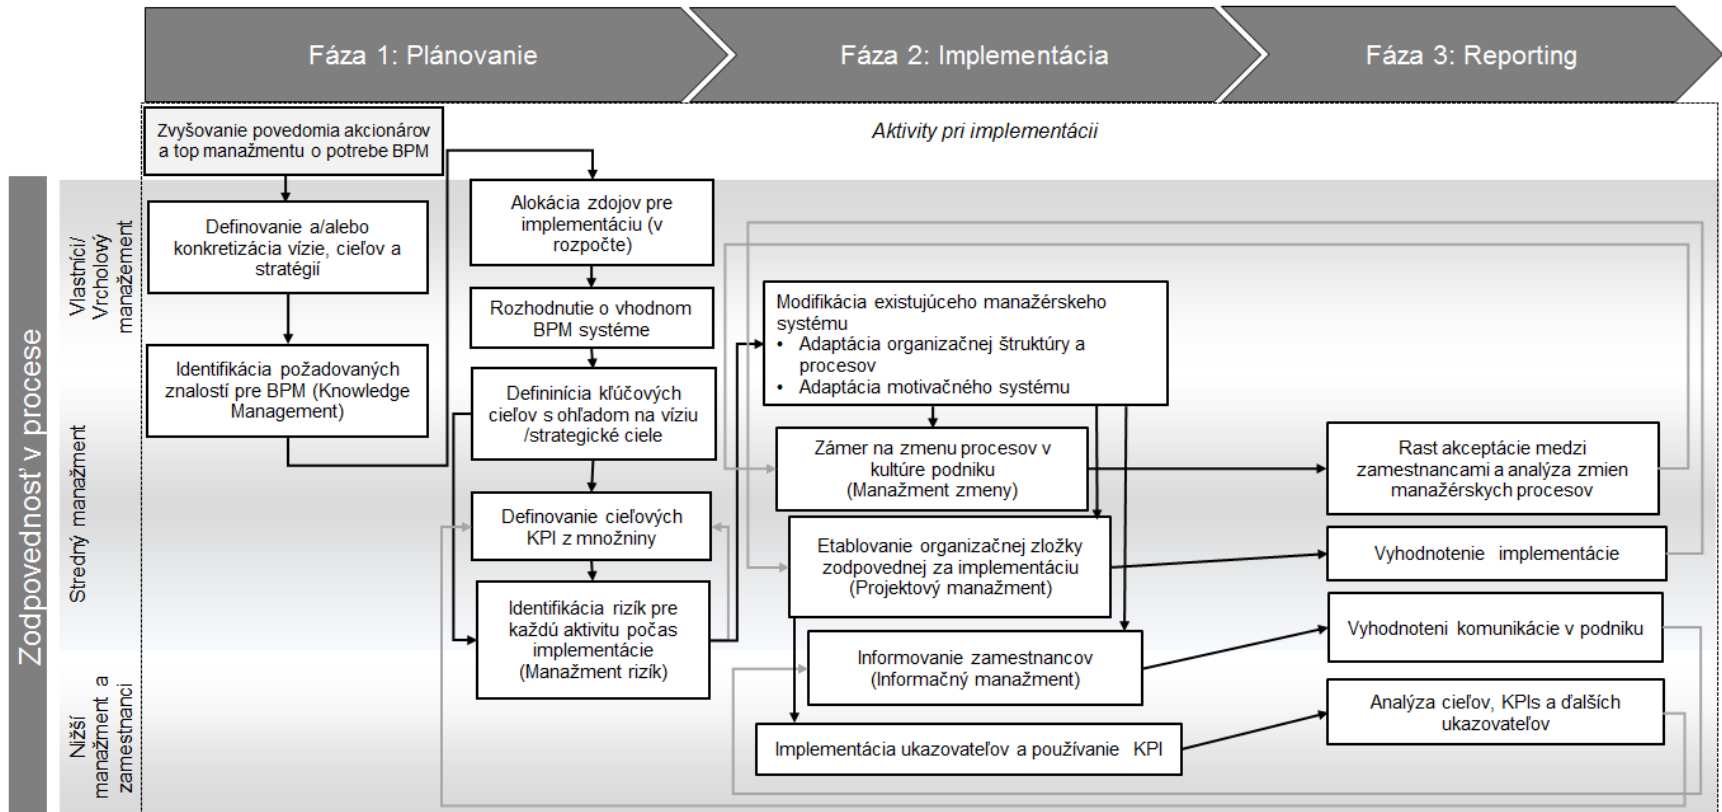 Fáza 1: Plánovanie
Fáza 2: Implementácia
Fáza 3: Reporting
Aktivity pri implementácii
Zodpovednosť v procese
Vlastníci/
Vrcholový
manažement
Stredný manažment
Nižší
manažment a
zamestnanci
Zvyšovanie povedomia akcionárov
a top manažmentu o potrebe BPM
Definovanie a/alebo
konkretizácia vízie, cieľov a
stratégií
Identifikácia požadovaných
znalostí pre BPM (Knowledge
Management)
Alokácia zdojov pre
implementáciu (v
rozpočte)
Rozhodnutie o vhodnom
BPM systéme
Defininícia kľúčových
cieľov s ohľadom na víziu
/strategické ciele
Definovanie cieľových
KPI z množniny
Identifikácia rizík pre
každú aktivitu počas
implementácie
(Manažment rizík)
Modifikácia existujúceho manažérskeho
systému
• Adaptácia organizačnej štruktúry a
procesov
• Adaptácia motivačného systému
Zámer na zmenu procesov v
kultúre podniku
(Manažment zmeny)
Etablovanie organizačnej zložky
zodpovednej za implementáciu
(Projektový manažment)
Informovanie zamestnancov
(Informačný manažment)
Implementácia ukazovateľov a používanie KPI
Rast akceptácie medzi
zamestnancami a analýza zmien
manažérskych procesov
Vyhodnotenie implementácie
Vyhodnoteni komunikácie v podniku
Analýza cieľov, KPIs a ďalších
ukazovateľov